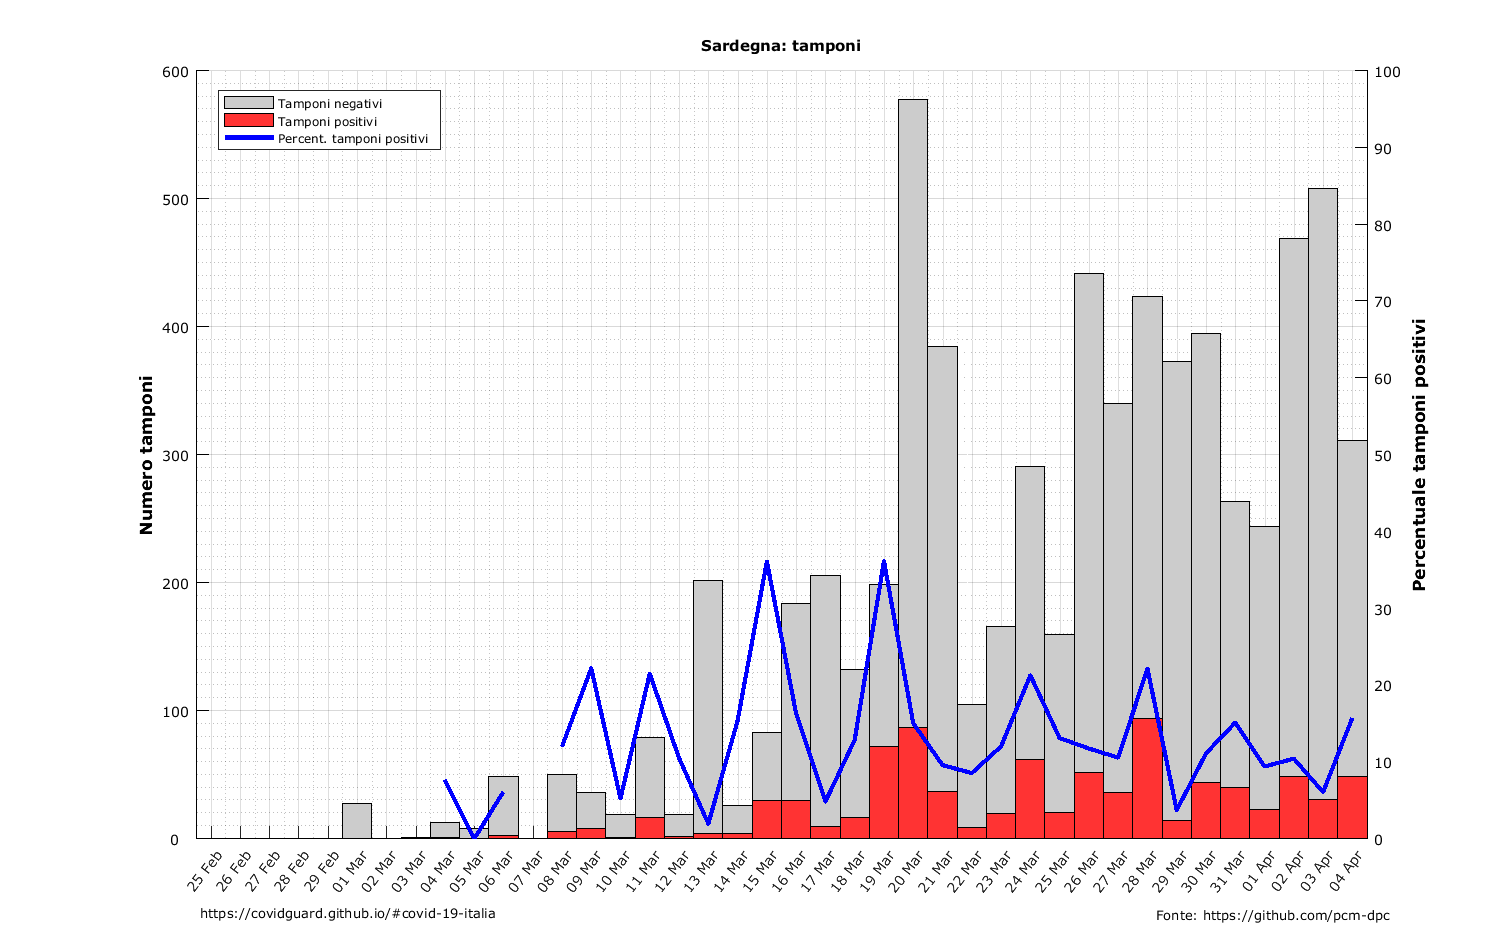 Sardegna: tamponi
600
500
400
300
200
100
0
Numero tamponi
Tamponi negativi
Tamponi positivi
Percent. tamponi positivi
100
90
80
70
60
50
40
30
20
10
0
Percentuale tamponi positivi
25 Feb
26 Feb
27 Feb
28 Feb
29 Feb
01 Mar
02 Mar
03 Mar
04 Mar
05 Mar
06 Mar
07 Mar
08 Mar
09 Mar
10 Mar
11 Mar
12 Mar
13 Mar
14 Mar
15 Mar
16 Mar
17 Mar
18 Mar
19 Mar
20 Mar
21 Mar
22 Mar
23 Mar
24 Mar
25 Mar
26 Mar
27 Mar
28 Mar
29 Mar
30 Mar
31 Mar
01 Apr
02 Apr
03 Apr
04 Apr
https://covidguard.github.io/#covid-19-italia
Fonte: https://github.com/pcm-dpc